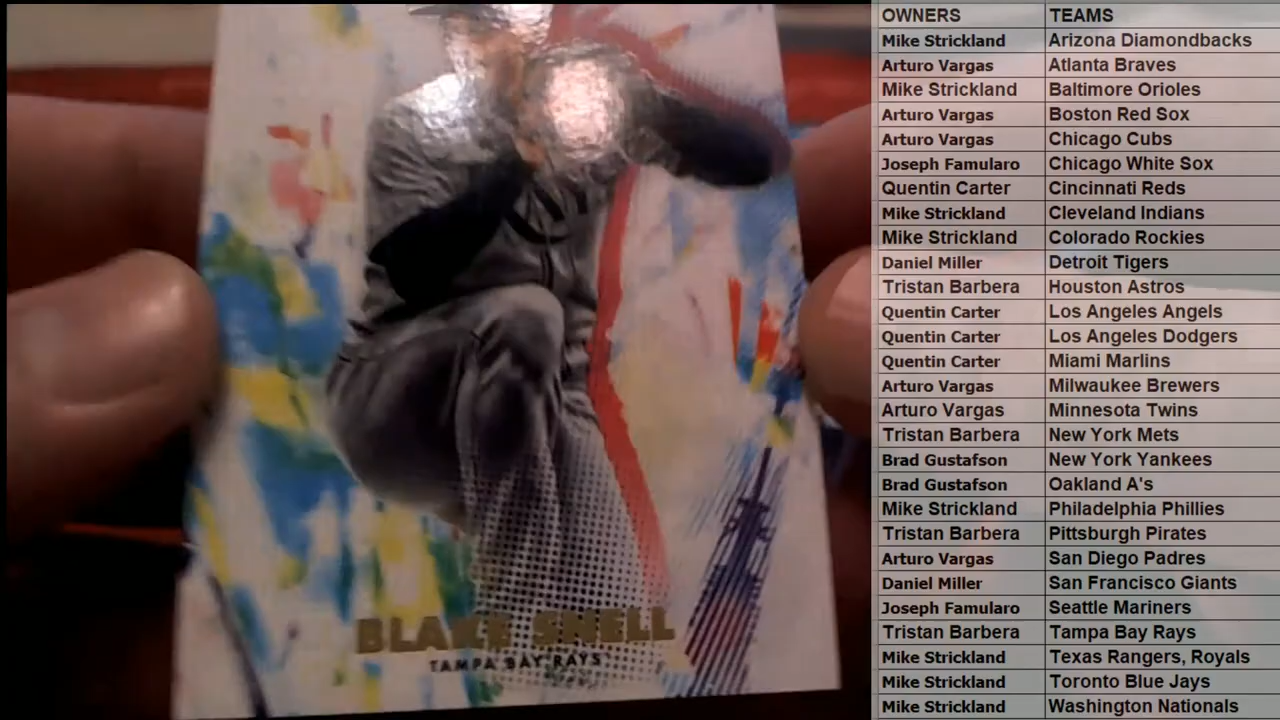 BLAKE SNELL
TAMPA BAY RAYS
OWNERS TEAMS
Mike Strickland Arizona Diamondbacks
Arturo Vargas Atlanta Braves
Mike Strickland Baltimore Orioles
Arturo Vargas Boston Red Sox
Arturo Vargas Chicago Cubs
Joseph Famularo Chicago White Sox
Quentin Carter Cincinnati Reds
Mike Strickland Cleveland Indians
Mike Strickland Colorado Rockies
Daniel Miller Detroit Tigers
Tristan Barbera Houston Astros
Quentin Carter Los Angeles Angels
Quentin Carter Los Angeles Dodgers
Quentin Carter Miami Marlins
Arturo Vargas Milwaukee Brewers
Arturo Vargas Minnesota Twins
Tristan Barbera New York Mets
Brad Gustafson New York Yankees
Brad Gustafson Oakland A's
Mike Strickland Philadelphia Phillies
Tristan Barbera Pittsburgh Pirates
Arturo Vargas San Diego Padres
Daniel Miller San Francisco Giants
Joseph Famularo Seattle Mariners
Tristan Barbera Tampa Bay Rays
Mike Strickland Texas Rangers, Royals
Mike Strickland Toronto Blue Jays
Mike Strickland Washington Nationals